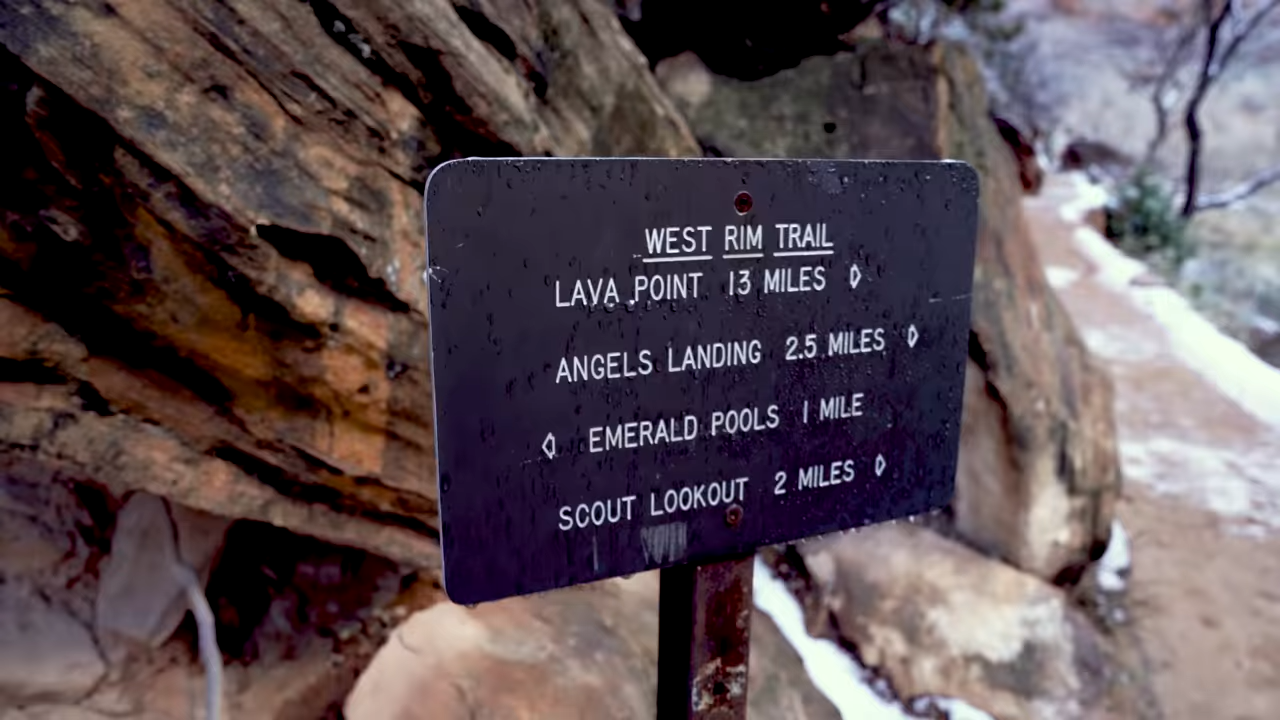 WEST RIM TRAIL
LAVA POINT 13 MILES
ANGELS LANDING 2.5 MILES
EMERALD POOLS 1 MILE
SCOUT LOOKOUT 2 MILES